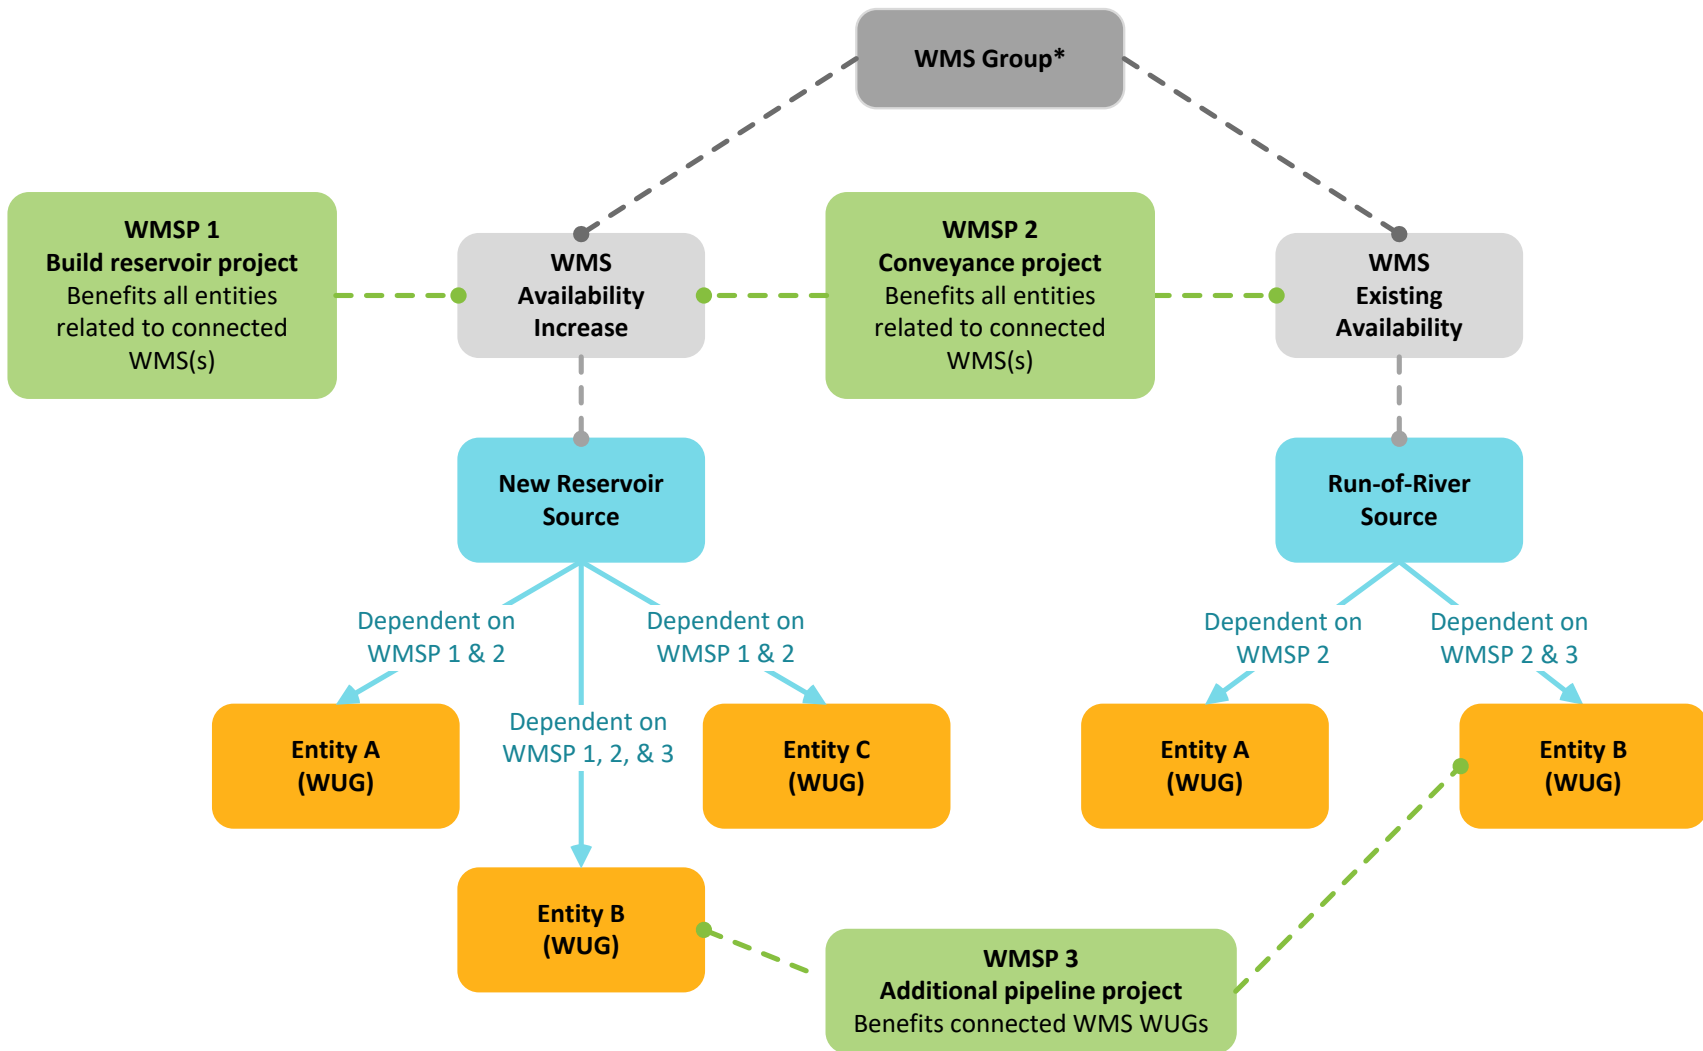 WMS Group*
WMSP 1
Build reservoir project
Benefits all entities
related to connected
WMS(s)
WMS
Availability
Increase
WMSP 2
Conveyance project
Benefits all entities
related to connected
WMS(s)
WMS
Existing
Availability
New Reservoir
Source
Run-of-River
Source
Dependent on
WMSP 1 & 2
Dependent on
WMSP 1, 2, & 3
Dependent on
WMSP 1 & 2
Dependent on
WMSP 2
Dependent on
WMSP 2 & 3
Entity A
(WUG)
Entity C
(WUG)
Entity A
(WUG)
Entity B
(WUG)
Entity B
(WUG)
WMSP 3
Additional pipeline project
Benefits connected WMS WUGs